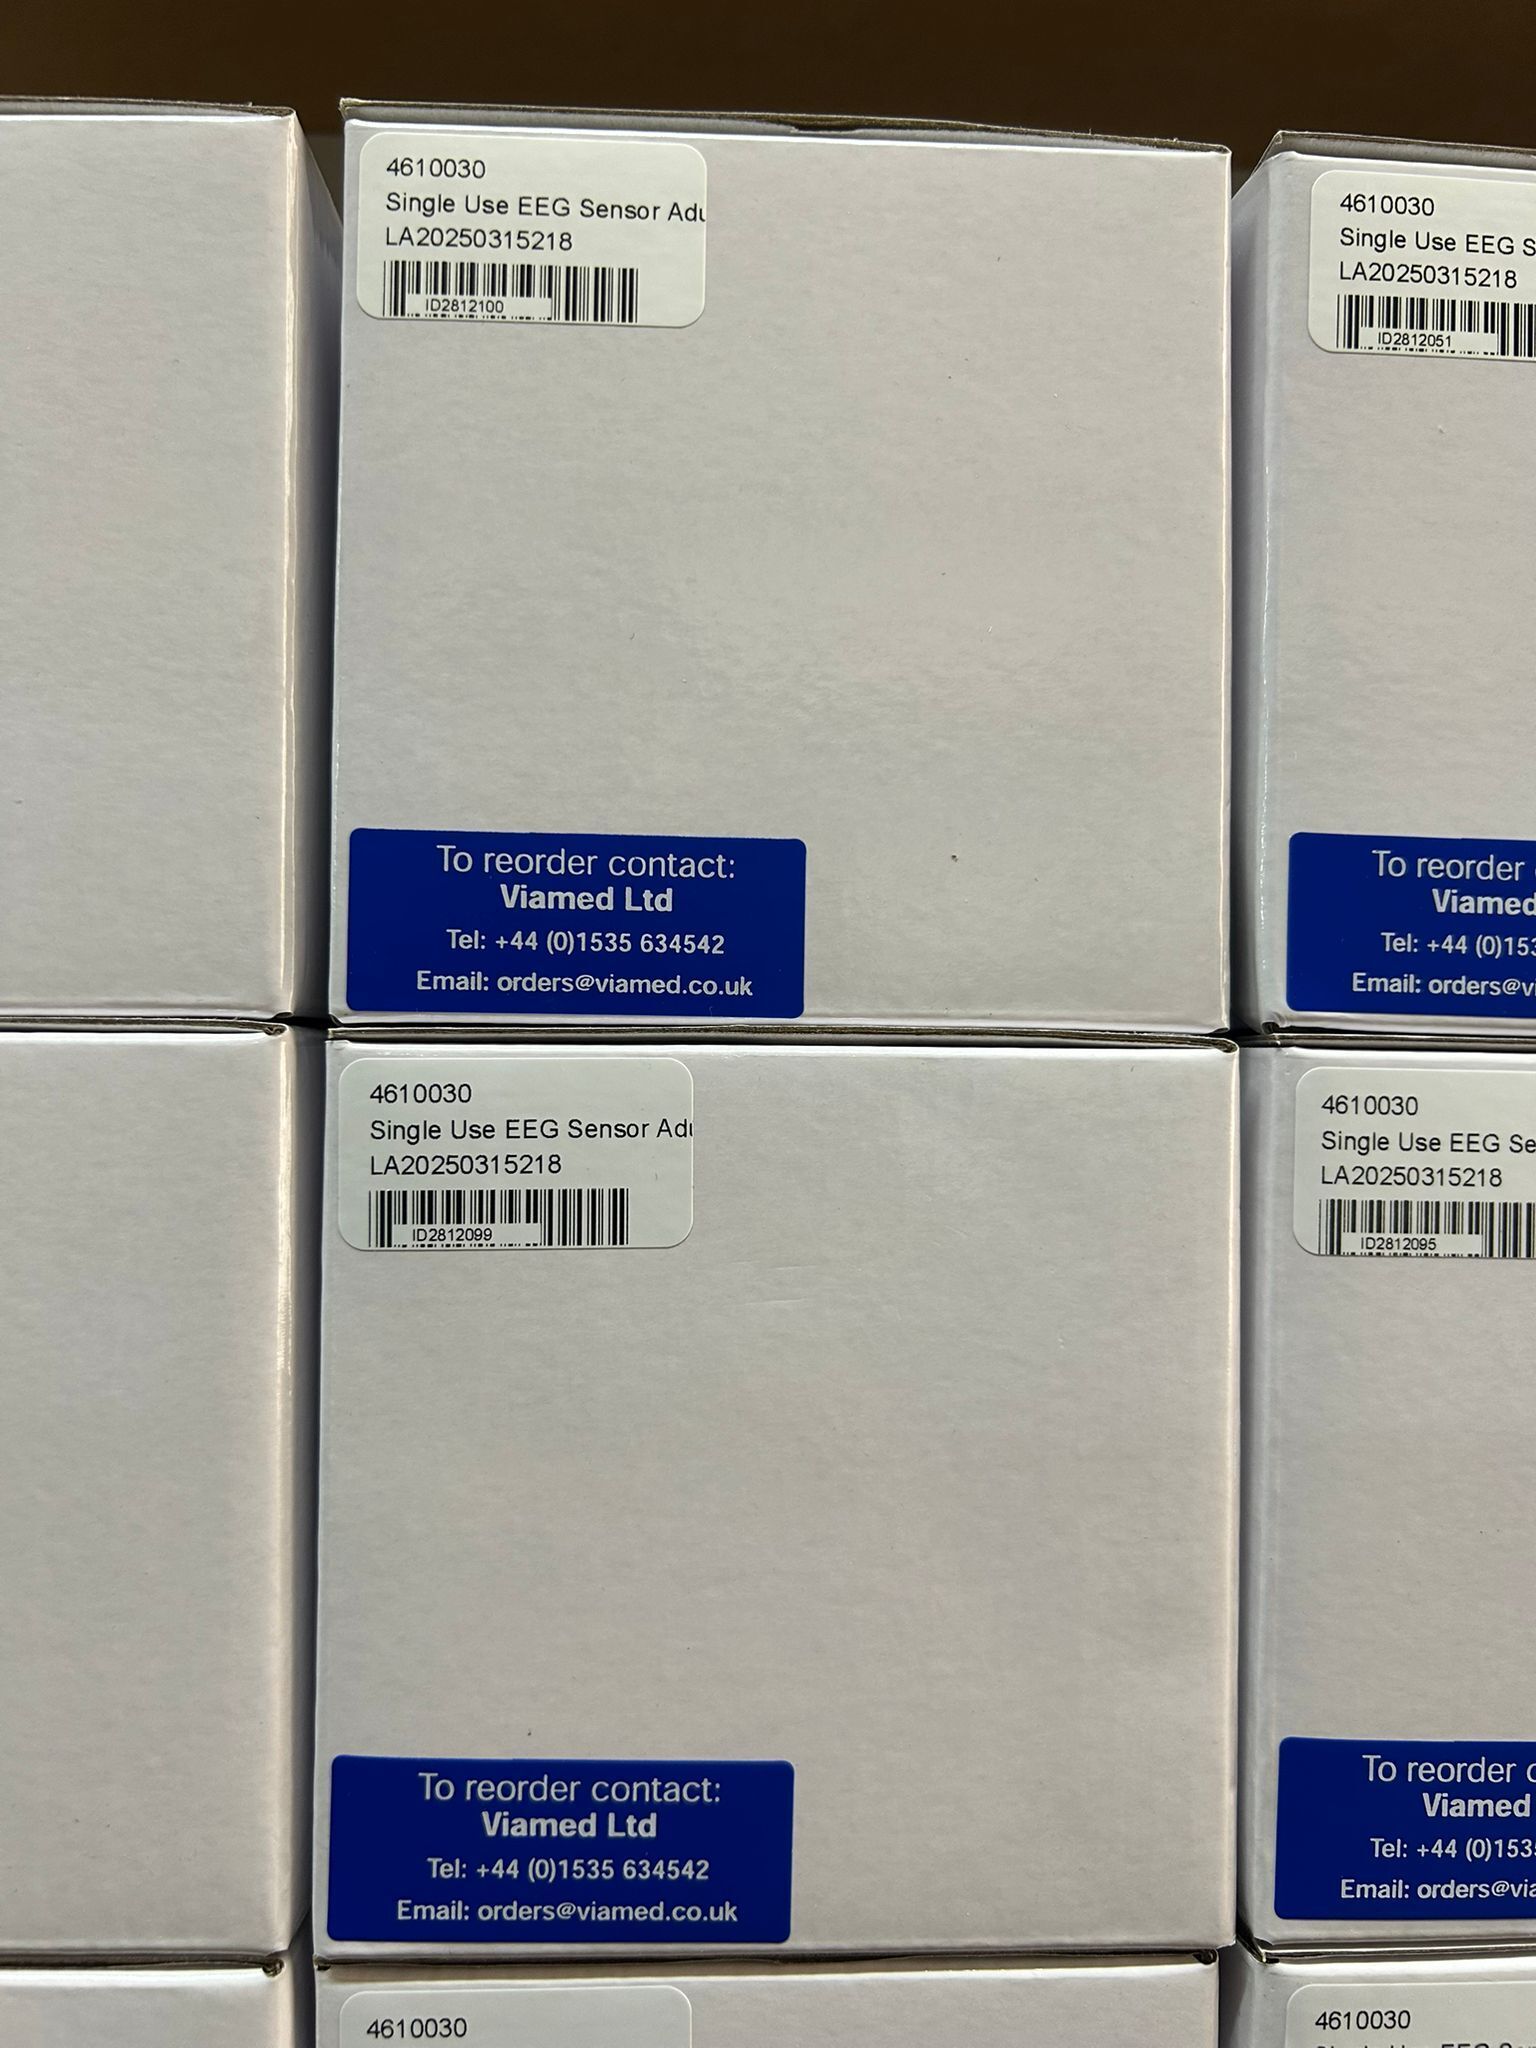 4610030
Single Use EEG Sensor Adu
LA20250315218
ID2812100
To reorder contact:
Viamed Ltd
Tel: +44 (0)1535 634542
Email: orders@viamed.co.uk
4610030
Single Use EEG S
LA20250315218
ID2812051
To reorder
Viamed
Tel: +44 (0)153
Email: orders@vi
4610030
Single Use EEG Sensor Adu
LA20250315218
ID2812099
To reorder contact:
Viamed Ltd
Tel: +44 (0)1535 634542
Email: orders@viamed.co.uk
4610030
Single Use EEG Se
LA20250315218
ID2812095
To reorder c
Viamed
Tel: +44 (0)153
Email: orders@via
4610030
4610030